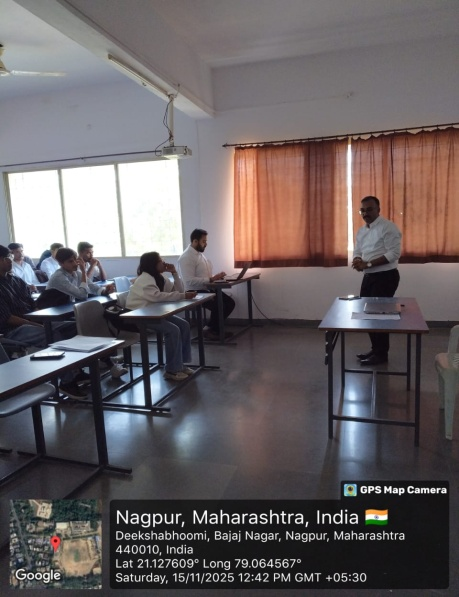 GPS Map Camera
Nagpur, Maharashtra, India 🇮🇳
Deekshabhoomi, Bajaj Nagar, Nagpur, Maharashtra
440010, India
Lat 21.127609° Long 79.064567°
Saturday, 15/11/2025 12:42 PM GMT +05:30
Google